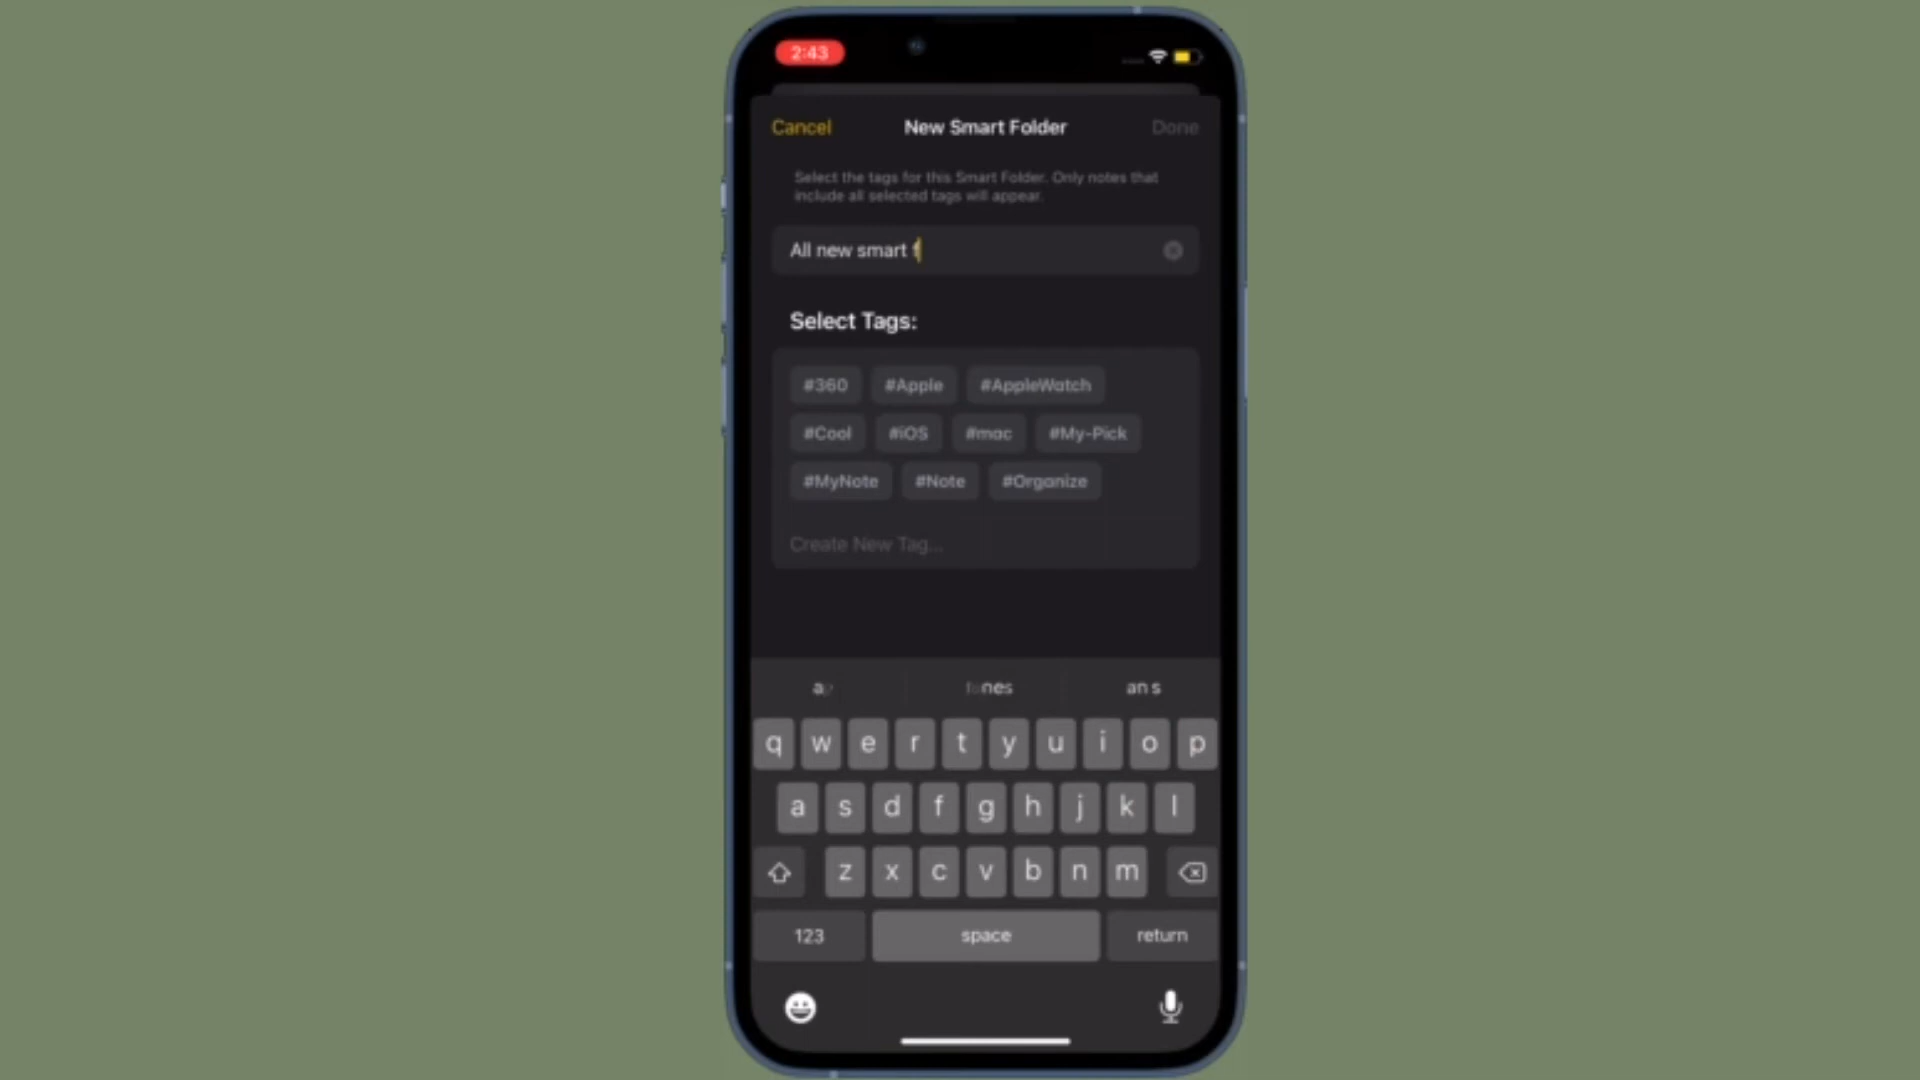 2:43
Cancel New Smart Folder Done
Select the tags for this Smart Folder. Only notes that
include all selected tags will appear.
All new smart f
Select Tags:
#360 #Apple #AppleWatch
#Cool #iOS #mac #My-Pick
#MyNote #Note #Organize
Create New Tag...
q w e r t y u i o p
a s d f g h j k l
z x c v b n m
123 space return